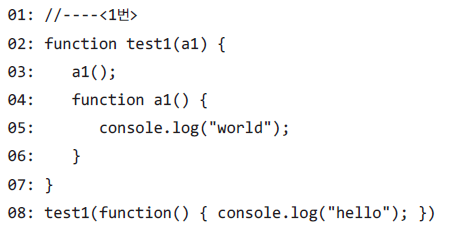 01: //----<1번>
02: function test1(a1) {
03:    a1();
04:    function a1() {
05:       console.log("world");
06:    }
07: }
08: test1(function() { console.log("hello"); })